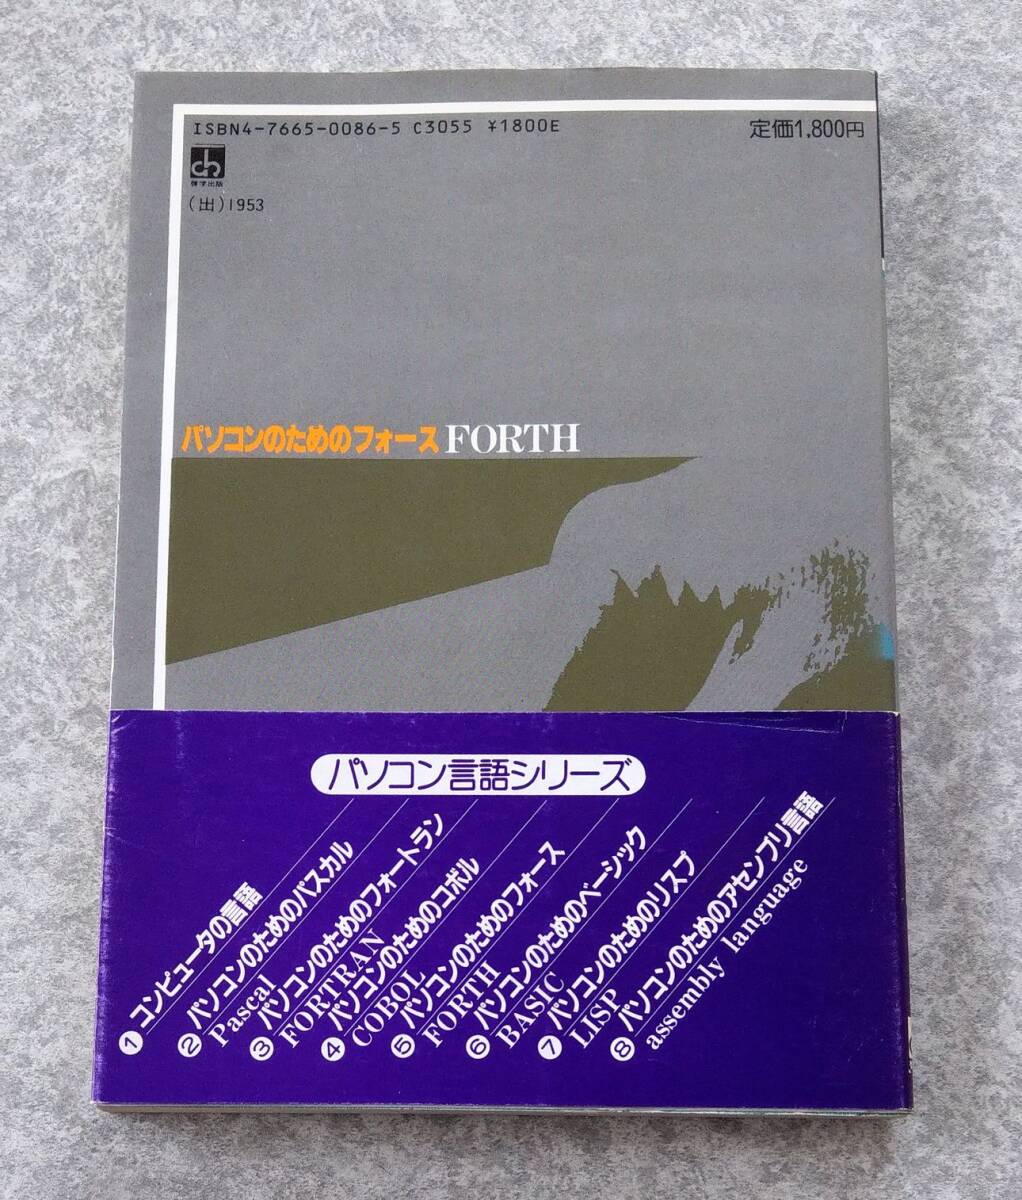 ISBN4-7665-0086-5 C3055 ¥1800E
定価1,800円
啓学出版
(出)1953
パソコンのためのフォース FORTH
パソコン言語シリーズ
① コンピュータの言語
② パソコンのためのパスカル
Pascal
③ パソコンのためのフォートラン
FORTRAN
④ パソコンのためのコボル
COBOL
⑤ パソコンのためのフォース
FORTH
⑥ パソコンのためのベーシック
BASIC
⑦ パソコンのためのリスプ
LISP
⑧ パソコンのためのアセンブリ言語
assembly language